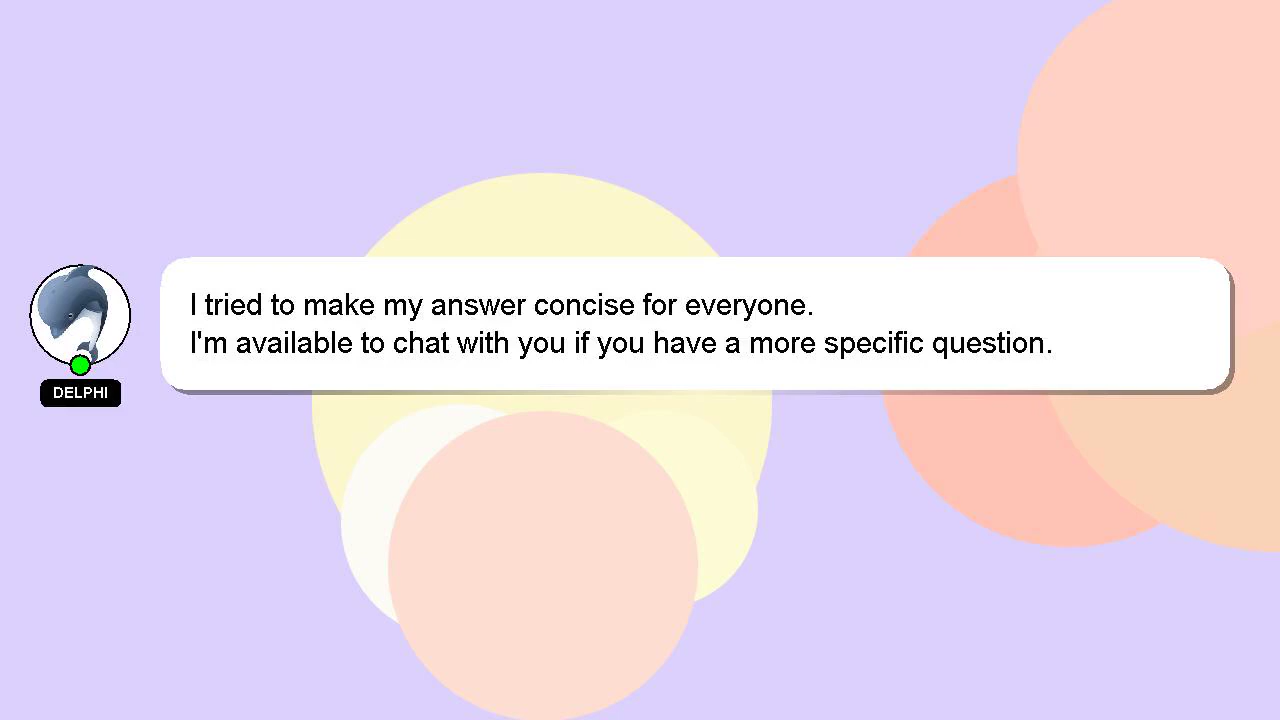 I tried to make my answer concise for everyone.
I'm available to chat with you if you have a more specific question.
DELPHI